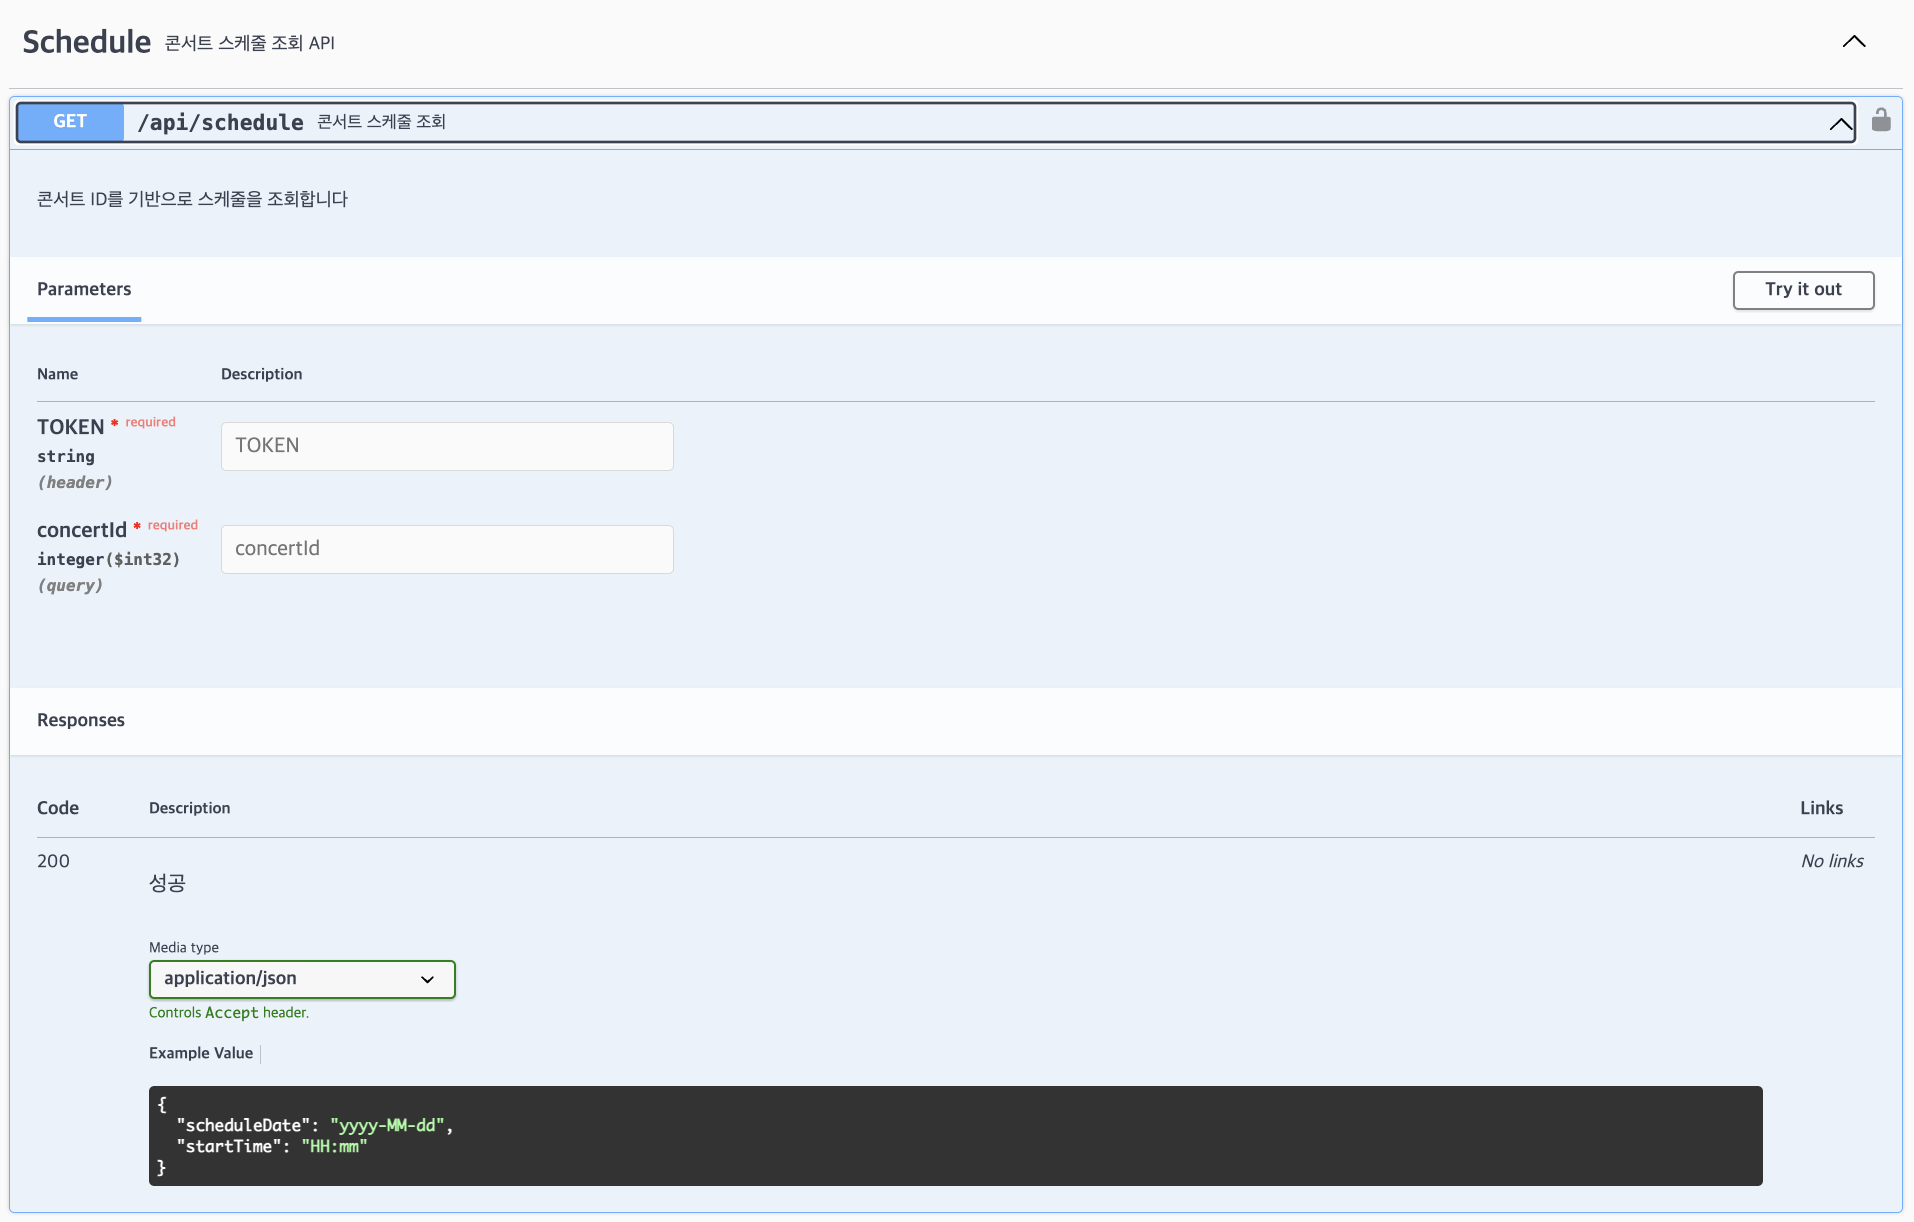 Schedule 콘서트 스케줄 조회 API
GET /api/schedule 콘서트 스케줄 조회
콘서트 ID를 기반으로 스케줄을 조회합니다
Parameters
Try it out
Name Description
TOKEN * required
string
(header)
TOKEN
concertId * required
integer($int32)
(query)
concertId
Responses
Code Description Links
200
성공
No links
Media type
application/json
Controls Accept header.
Example Value
{
"scheduleDate": "yyyy-MM-dd",
"startTime": "HH:mm"
}